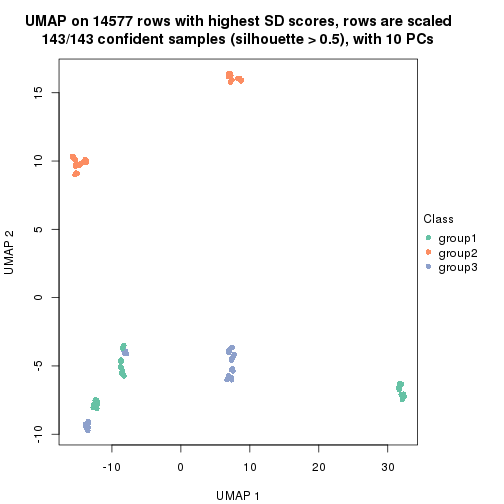 UMAP on 14577 rows with highest SD scores, rows are scaled
143/143 confident samples (silhouette > 0.5), with 10 PCs
15
10
5
0
-5
-10
UMAP 2
Class
group1
group2
group3
-10
0
10
20
30
UMAP 1